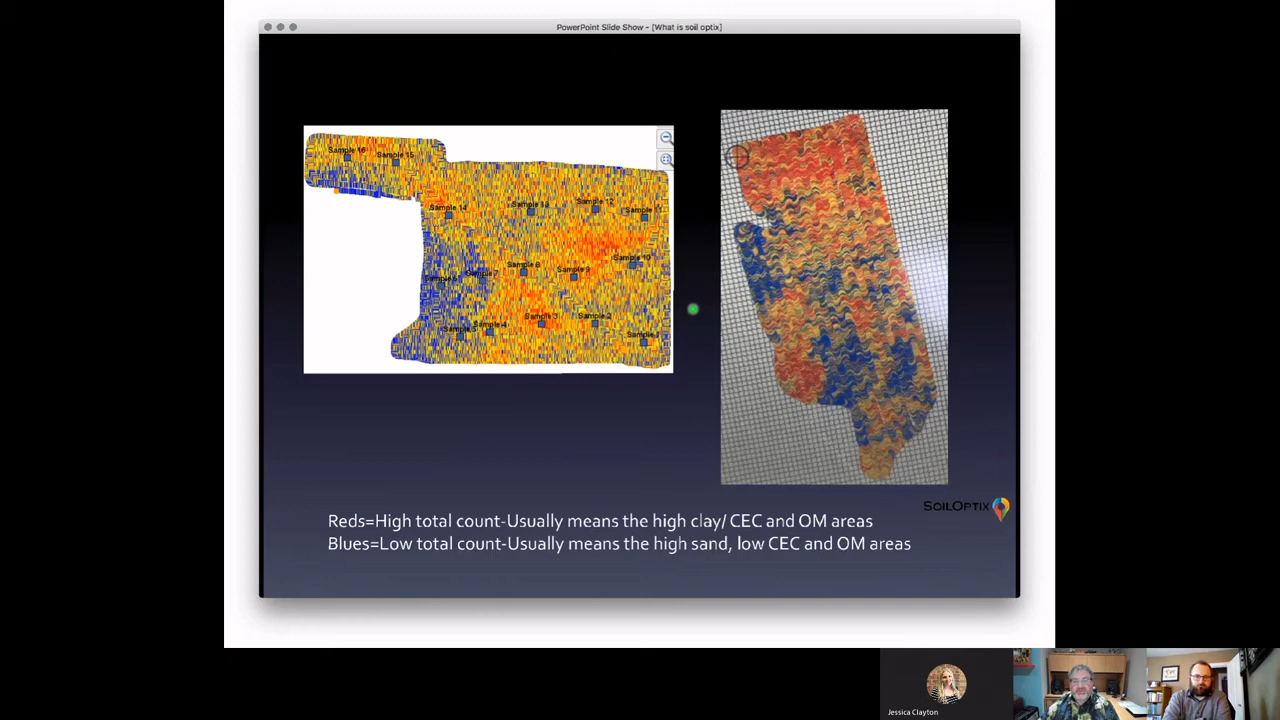 PowerPoint Slide Show - [What is soil optix]
Sample 16
Sample 15
Sample 14
Sample 13
Sample 12
Sample 11
Sample 10
Sample 8
Sample 9
Sample 7
Sample 6
Sample 5
Sample 4
Sample 3
Sample 2
Sample 1
SOILOPTIX
Reds=High total count-Usually means the high clay/ CEC and OM areas
Blues=Low total count-Usually means the high sand, low CEC and OM areas
Jessica Clayton